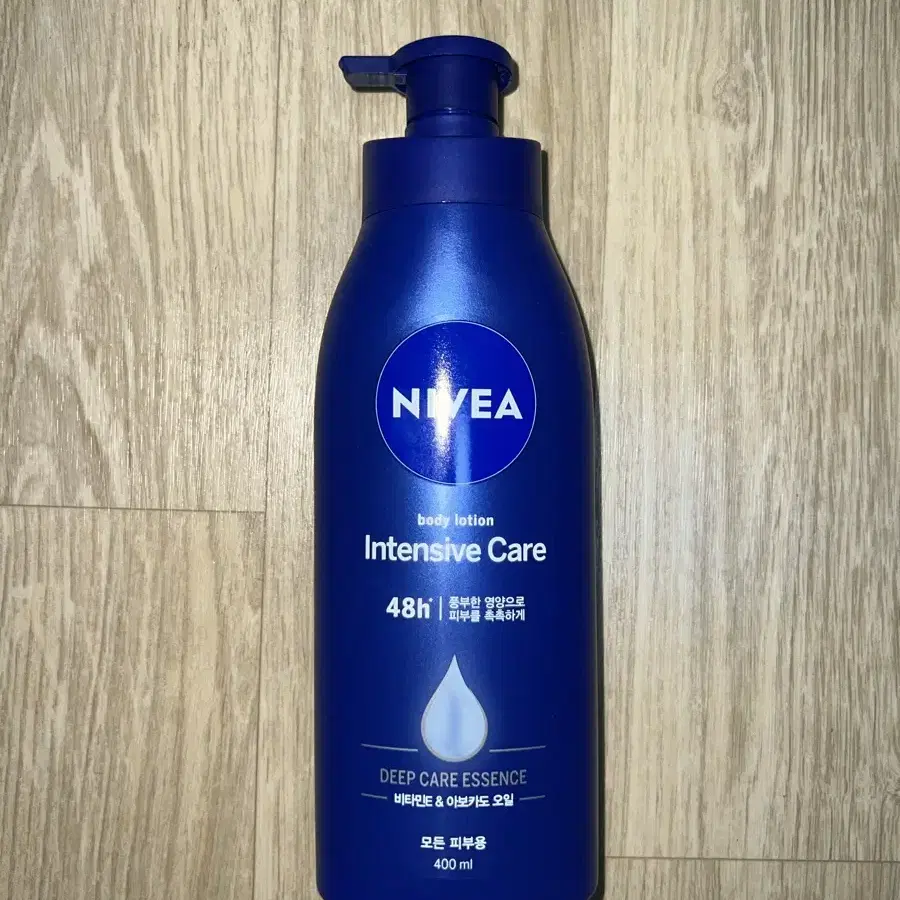 NIVEA
body lotion
Intensive Care
48h* | 풍부한 영양으로
피부를 촉촉하게
DEEP CARE ESSENCE
비타민E & 아보카도 오일
모든 피부용
400 ml